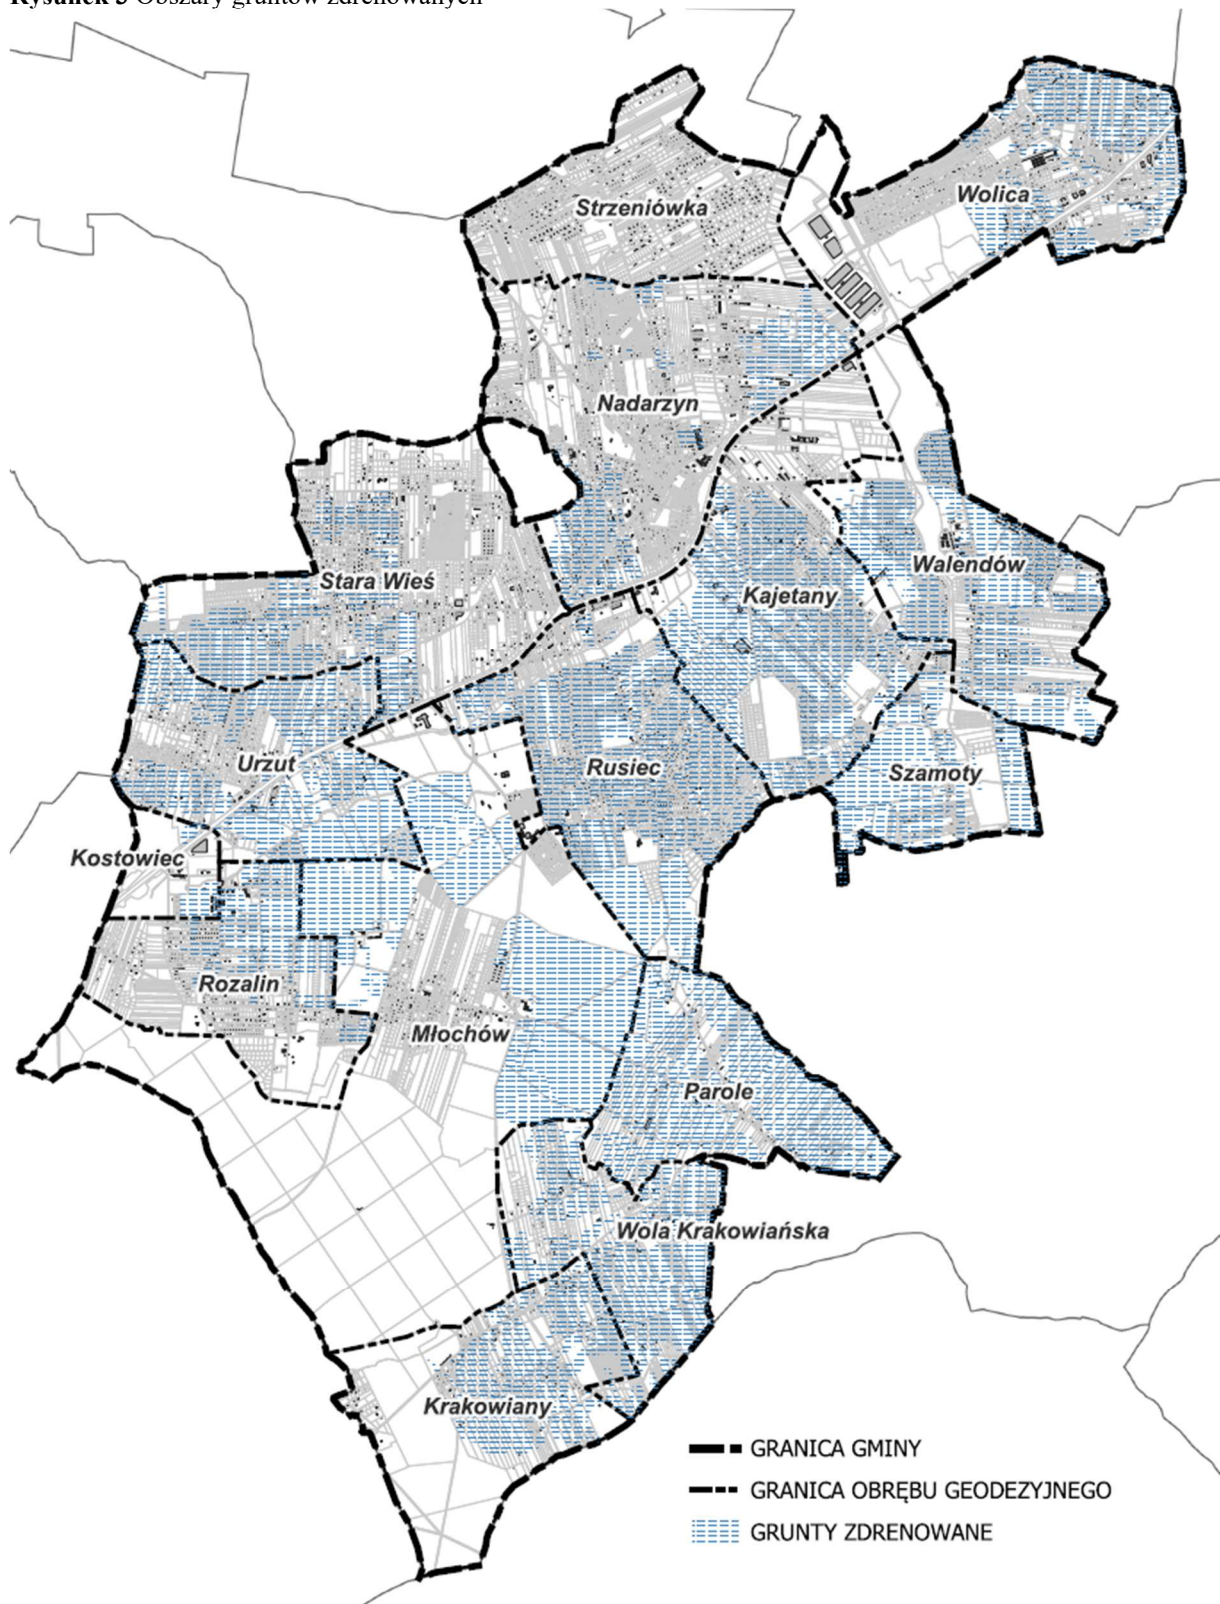 Rysunek 3 Obszary gruntów zdrenowanych
Strzeniówka
Wolica
Nadarzyn
Stara Wieś
Kajetany
Walendów
Urzut
Rusiec
Szamoty
Kostowiec
Rozalin
Młochów
Parole
Wola Krakowiańska
Krakowiany
GRANICA GMINY
GRANICA OBRĘBU GEODEZYJNEGO
GRUNTY ZDRENOWANE